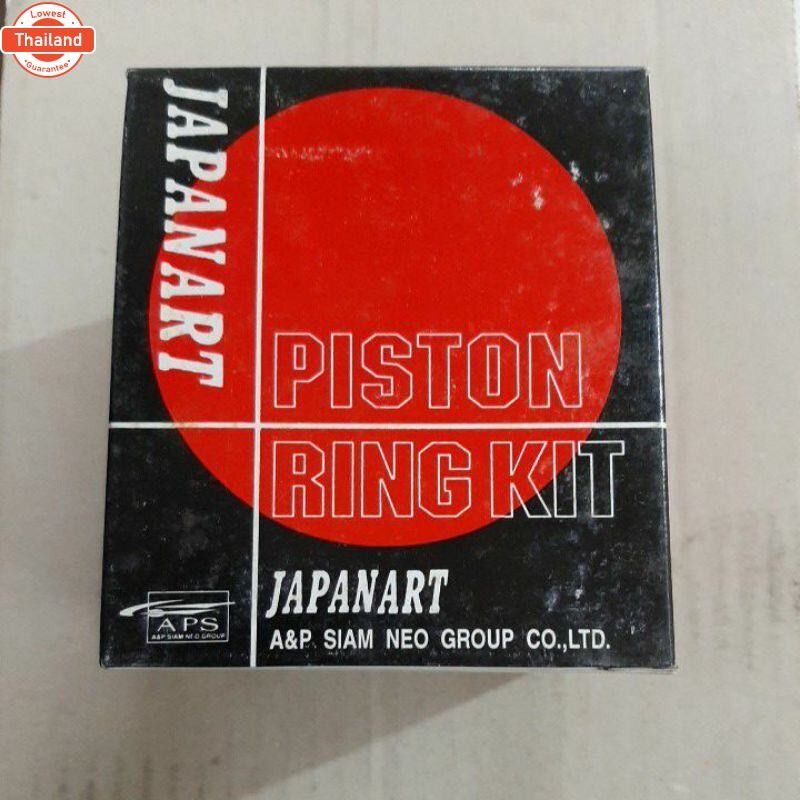 Lowest
Thailand
Guarantee
JAPANART
PISTON
RING KIT
JAPANART
APS
A&P SIAM NEO GROUP
A&P SIAM NEO GROUP CO.,LTD.